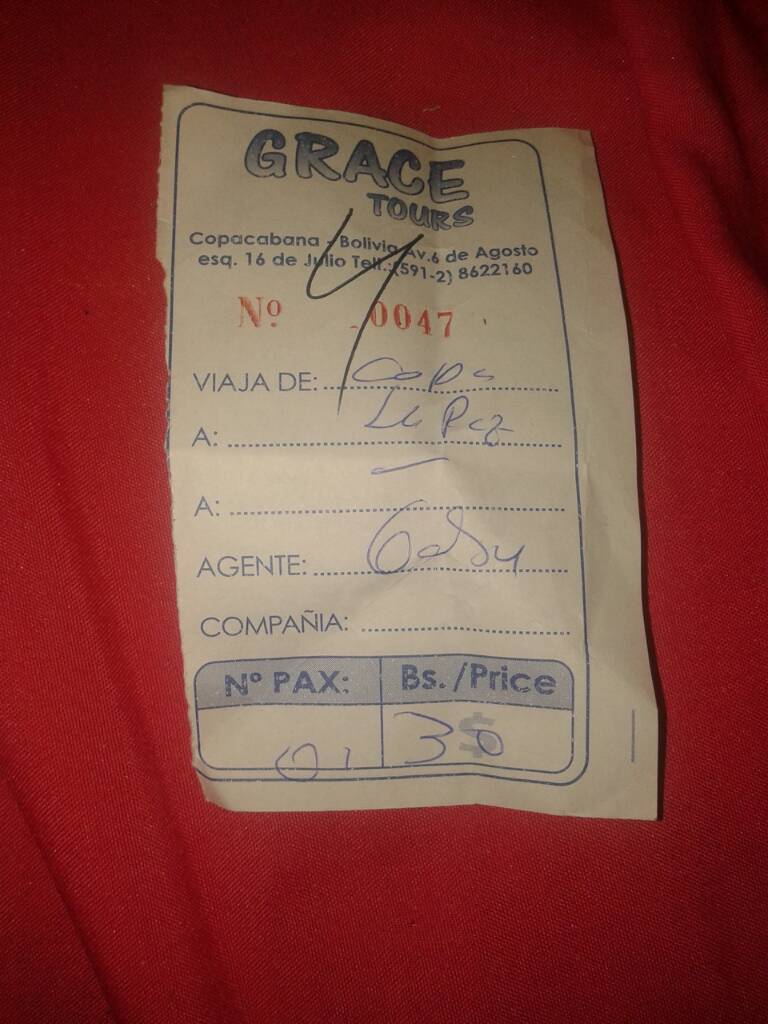 GRACE
TOURS
Copacabana - Bolivia Av.6 de Agosto
esq. 16 de Julio Telf.:(591-2) 8622160
Nº 0047
VIAJA DE: Copa
A: La Paz
A: —
AGENTE:
COMPAÑIA:
Nº PAX: Bs./Price
01 30